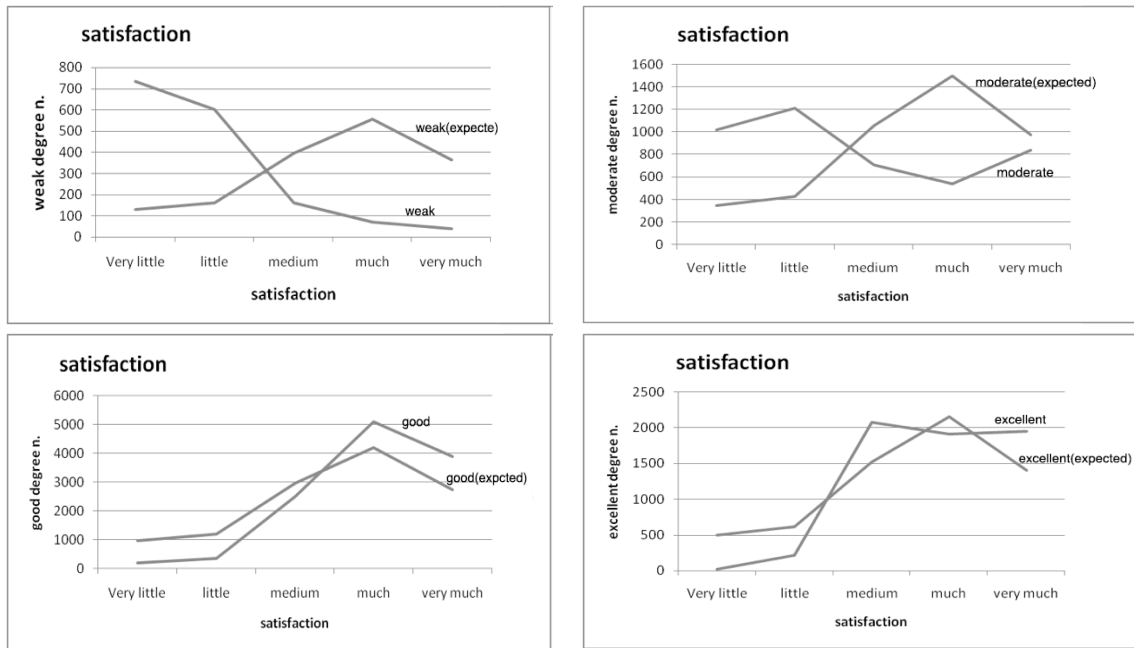 satisfaction
800
700
600
500
400
300
200
100
0
weak degree n.
weak(expecte)
weak
Very little little medium much very much
satisfaction
satisfaction
1600
1400
1200
1000
800
600
400
200
0
moderate degree n.
moderate(expected)
moderate
Very little little medium much very much
satisfaction
satisfaction
6000
5000
4000
3000
2000
1000
0
good degree n.
good
good(expcted)
Very little little medium much very much
satisfaction
satisfaction
2500
2000
1500
1000
500
0
excellent degree n.
excellent
excellent(expected)
Very little little medium much very much
satisfaction